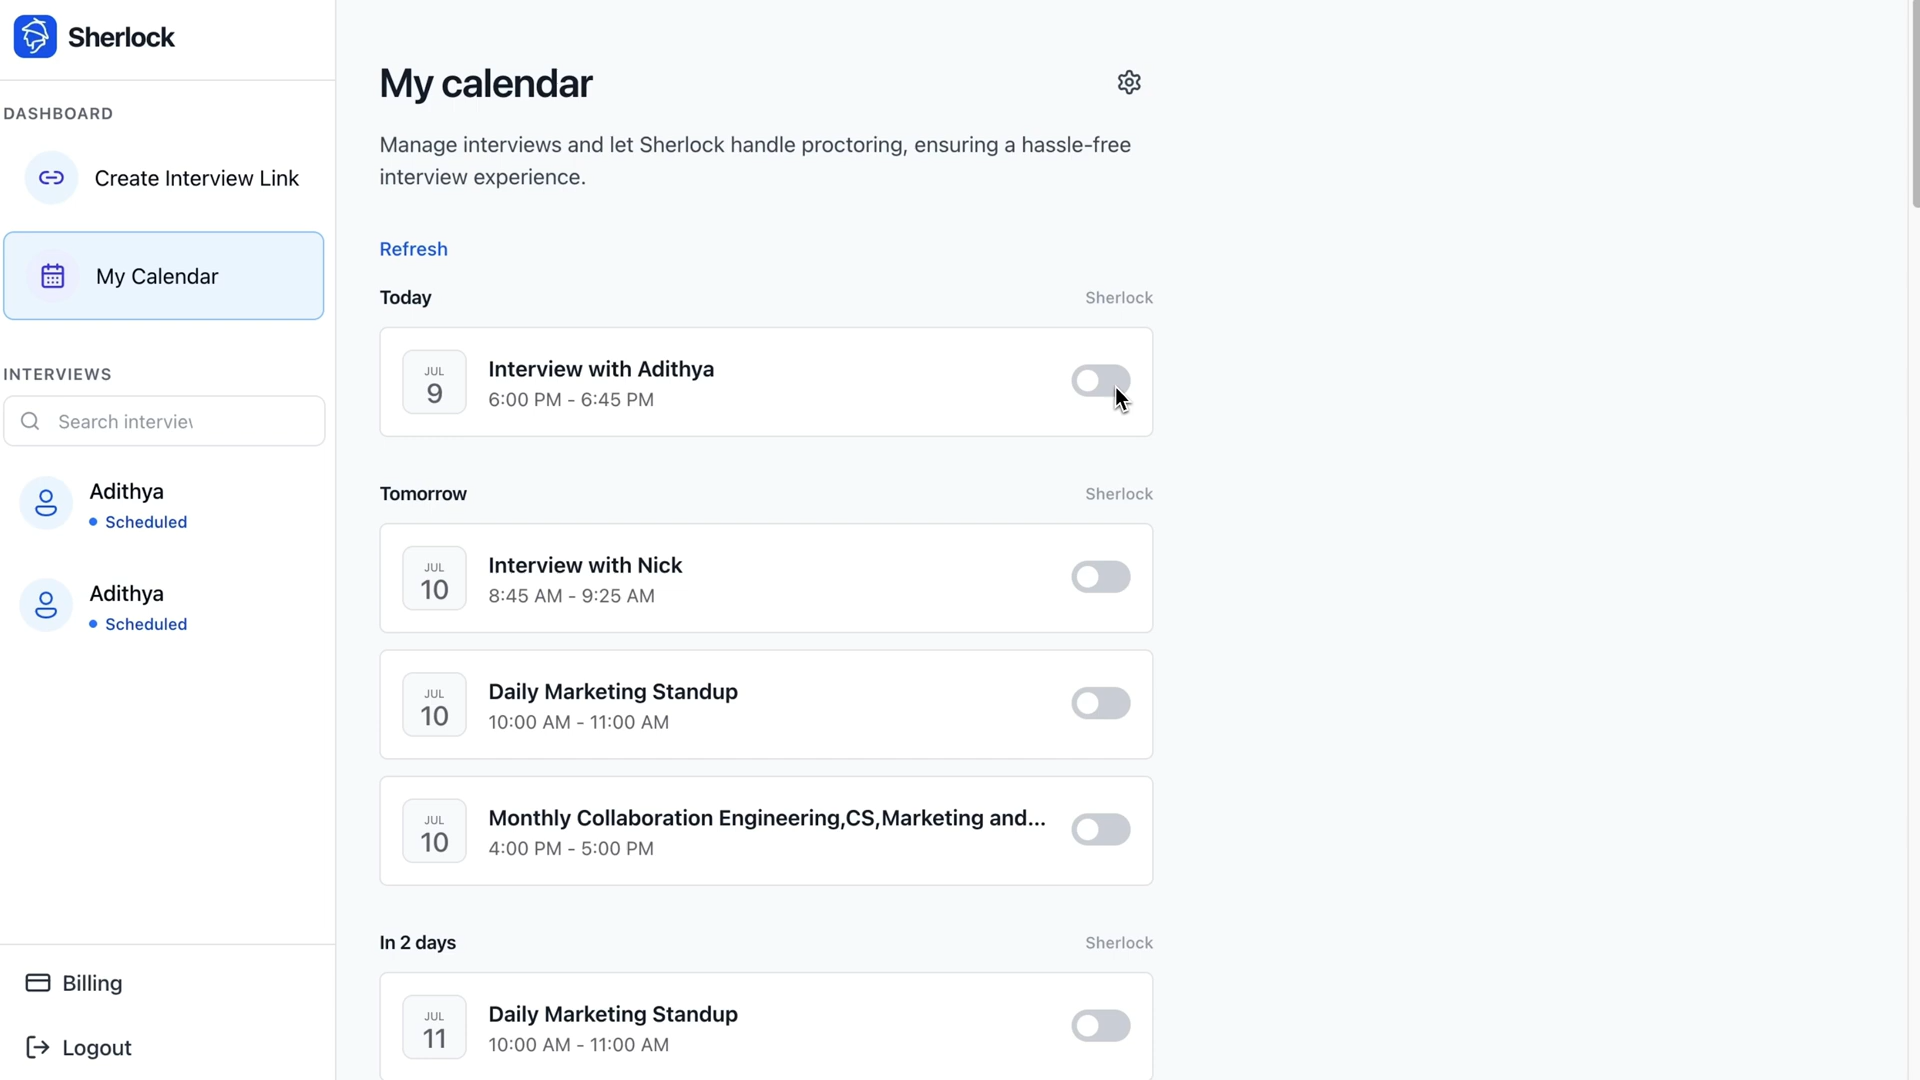 Sherlock
DASHBOARD
Create Interview Link
My Calendar
INTERVIEWS
Search interview
Adithya
Scheduled
Adithya
Scheduled
Billing
Logout
My calendar
Manage interviews and let Sherlock handle proctoring, ensuring a hassle-free
interview experience.
Refresh
Today
Sherlock
JUL
9
Interview with Adithya
6:00 PM - 6:45 PM
Tomorrow
Sherlock
JUL
10
Interview with Nick
8:45 AM - 9:25 AM
JUL
10
Daily Marketing Standup
10:00 AM - 11:00 AM
JUL
10
Monthly Collaboration Engineering,CS,Marketing and...
4:00 PM - 5:00 PM
In 2 days
Sherlock
JUL
11
Daily Marketing Standup
10:00 AM - 11:00 AM